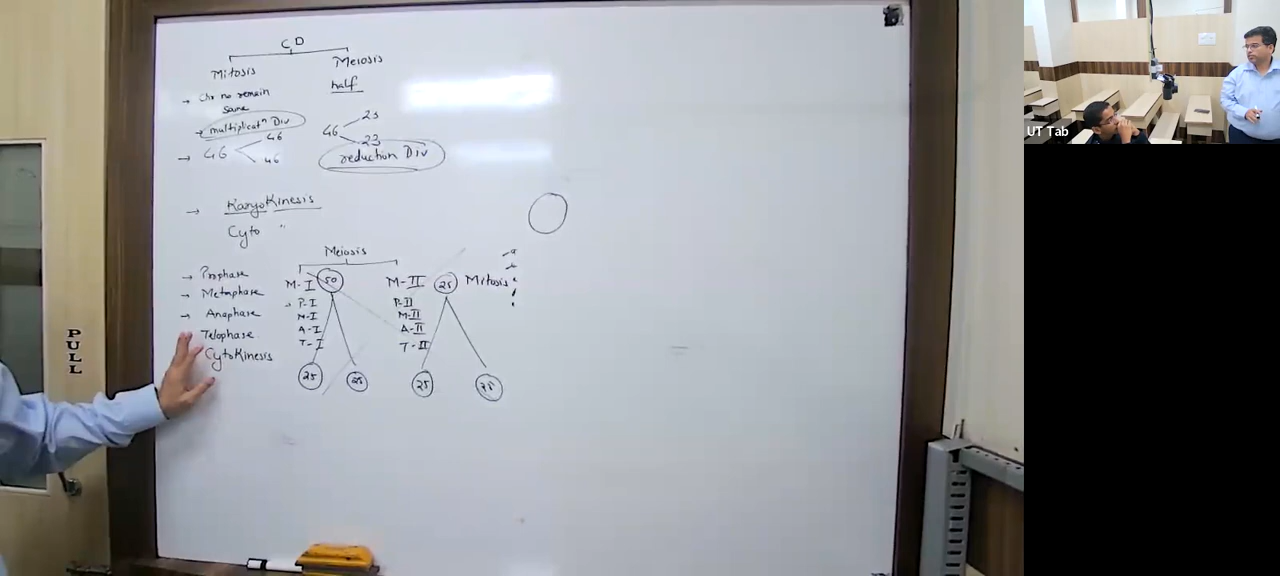 CD
Mitosis Meiosis
→ Chr no remain half
same
→ multiplicatn Div
→ 46 < 46 46
46 < 23 23
reduction Div
→ KaryoKinesis
Cyto "
Meiosis
→ Prophase
→ Metaphase
→ Anaphase
Telophase
CytoKinesis
M-I 50
P-I
M-I
A-I
T-I
25 25
M-II 25 Mitosis
P-II
M-II
A-II
T-II
25 25
PULL
UT Tab